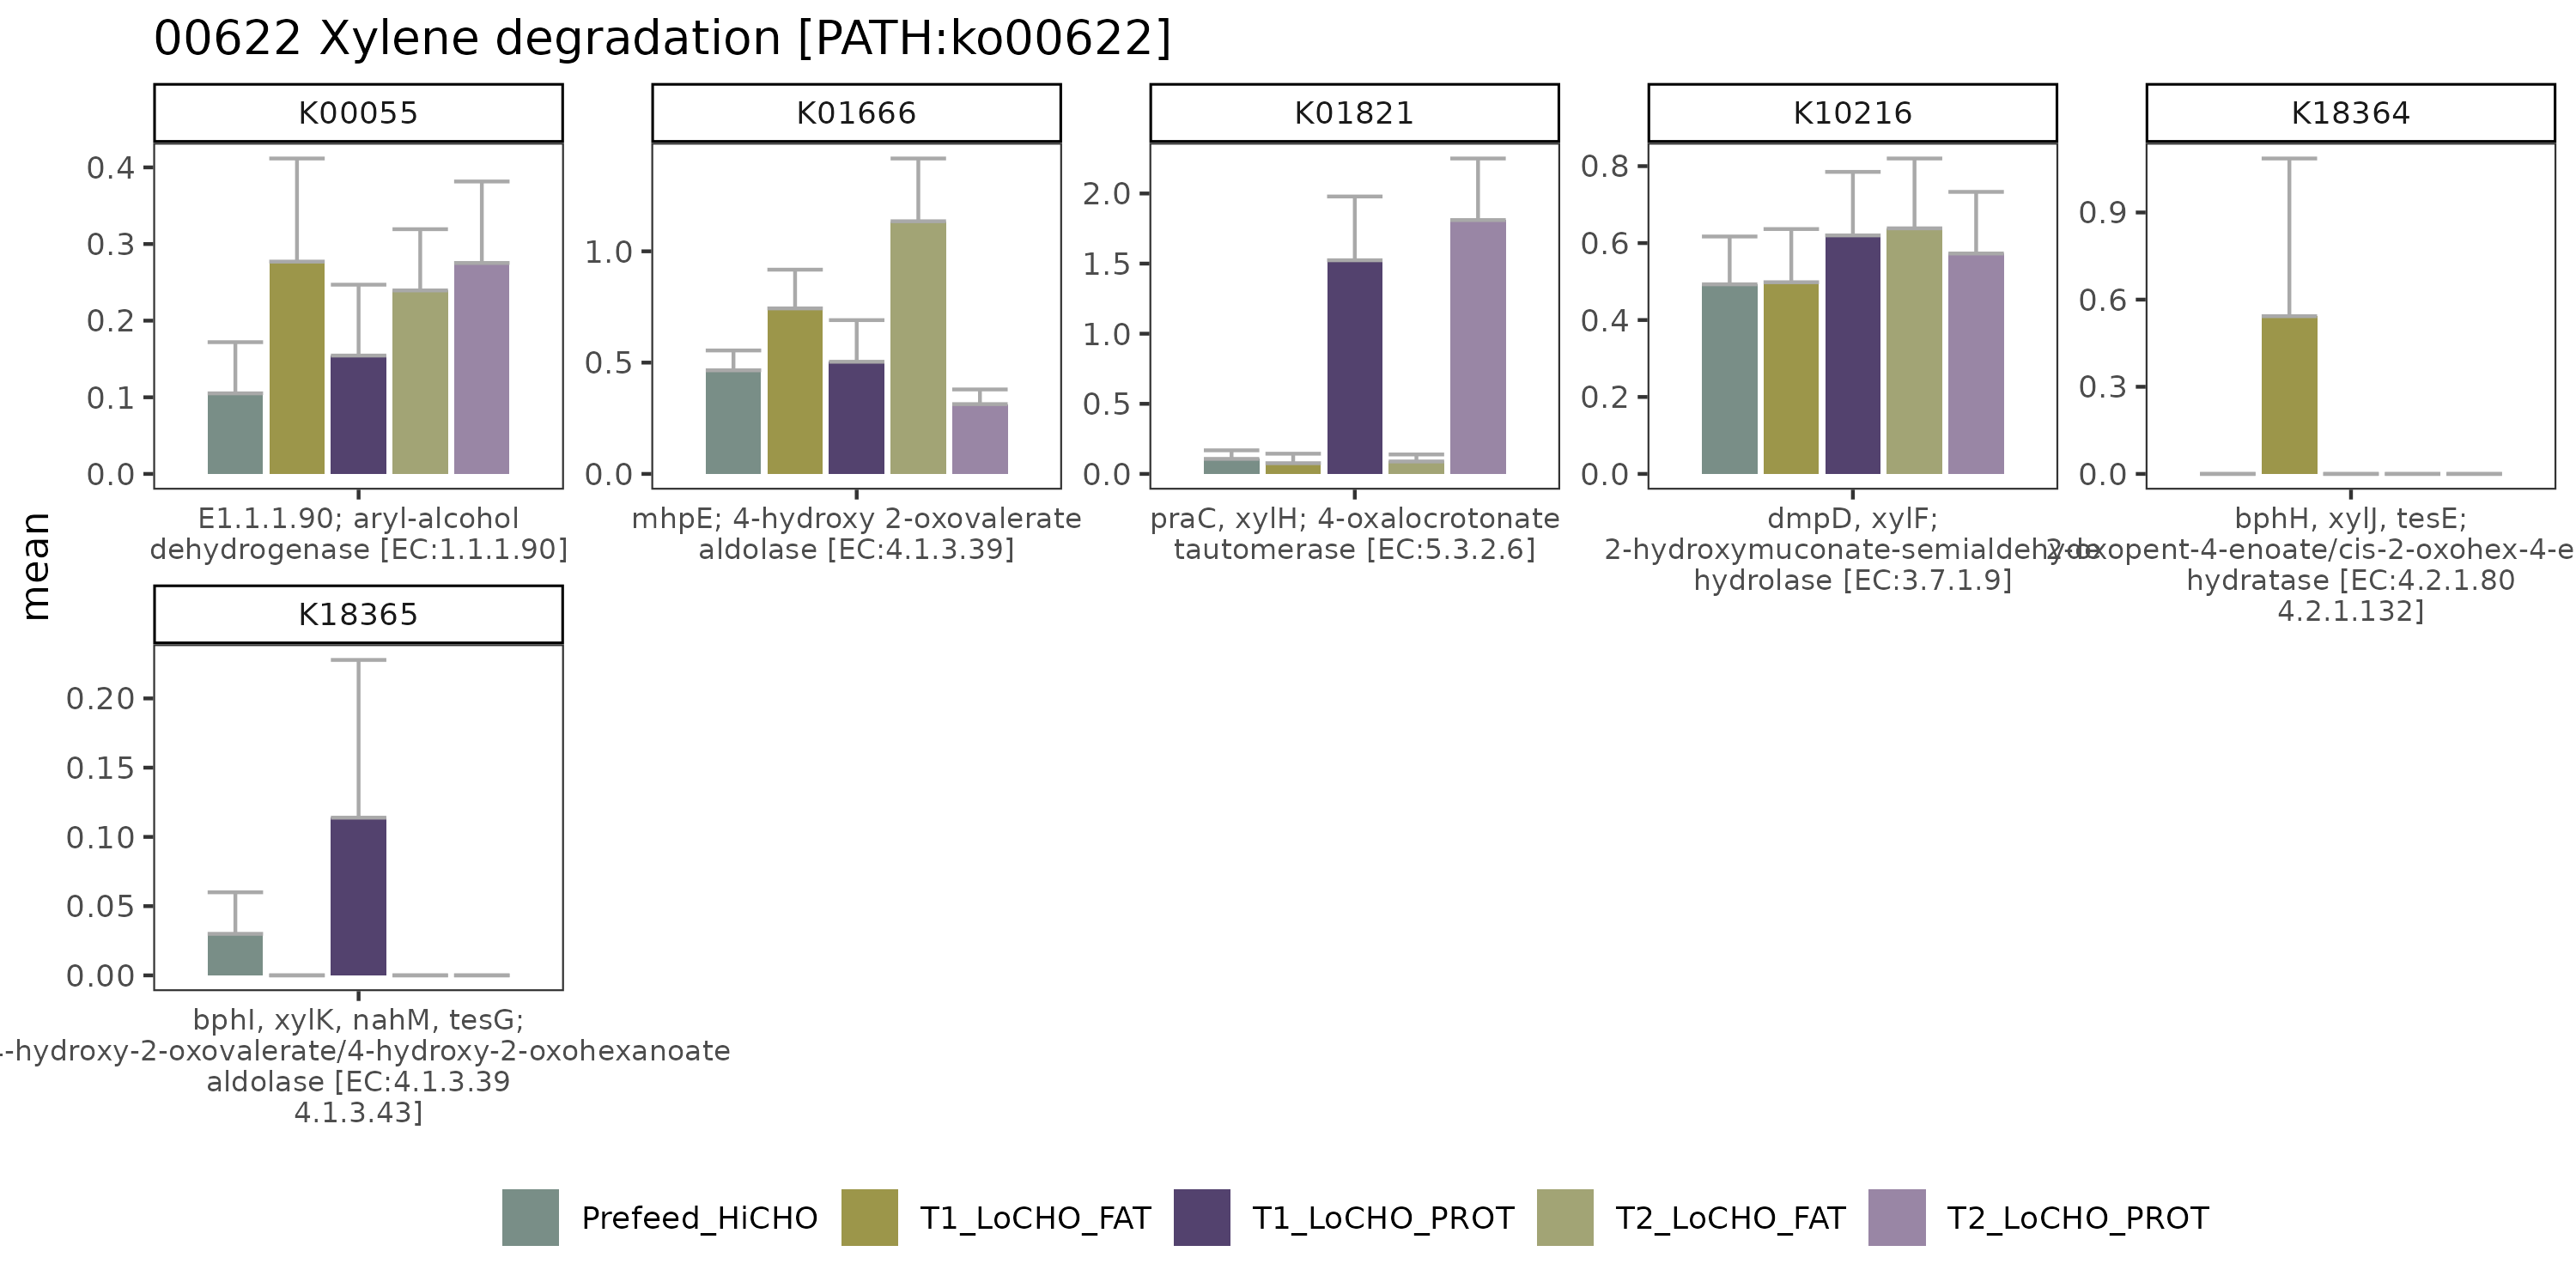 00622 Xylene degradation [PATH:ko00622]
K00055
K01666
K01821
K10216
K18364
0.4
0.3
0.2
0.1
0.0
1.0
0.5
0.0
2.0
1.5
1.0
0.5
0.0
0.8
0.6
0.4
0.2
0.0
0.9
0.6
0.3
0.0
E1.1.1.90; aryl-alcohol
dehydrogenase [EC:1.1.1.90]
mhpE; 4-hydroxy 2-oxovalerate
aldolase [EC:4.1.3.39]
praC, xylH; 4-oxalocrotonate
tautomerase [EC:5.3.2.6]
dmpD, xylF;
2-hydroxymuconate-semialdehyde
hydrolase [EC:3.7.1.9]
bphH, xylJ, tesE;
2-oxopent-4-enoate/cis-2-oxohex-4-e
hydratase [EC:4.2.1.80
4.2.1.132]
mean
K18365
0.20
0.15
0.10
0.05
0.00
bphI, xylK, nahM, tesG;
-hydroxy-2-oxovalerate/4-hydroxy-2-oxohexanoate
aldolase [EC:4.1.3.39
4.1.3.43]
Prefeed_HiCHO
T1_LoCHO_FAT
T1_LoCHO_PROT
T2_LoCHO_FAT
T2_LoCHO_PROT